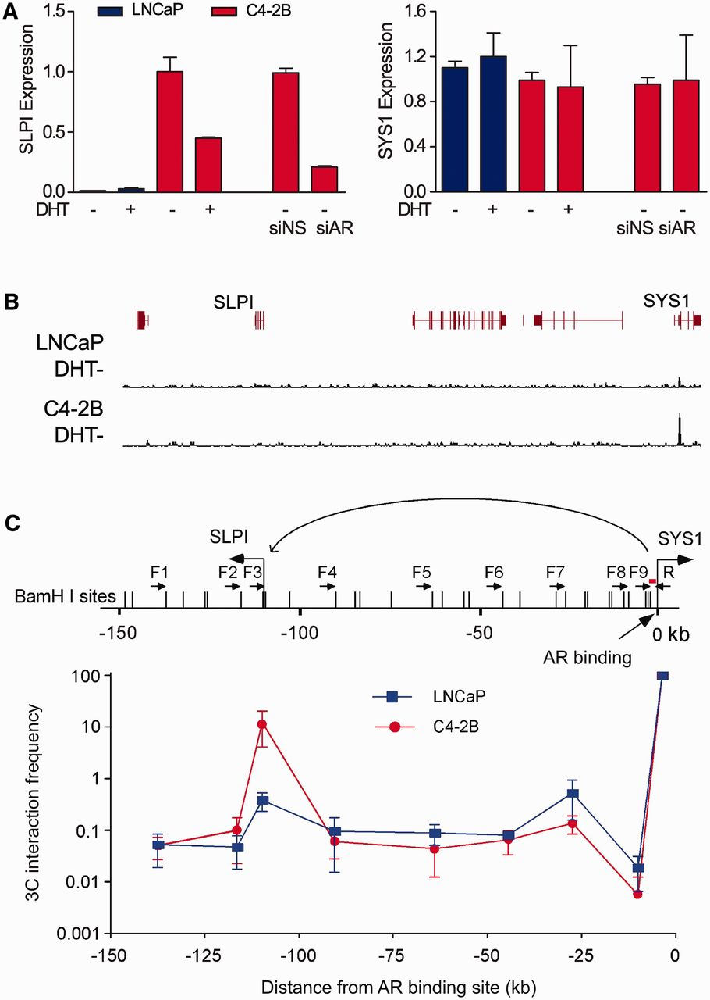 A
LNCaP C4-2B
SLPI Expression
1.5
1.0
0.5
0.0
DHT - + - + - -
siNS siAR
SYS1 Expression
1.6
1.2
0.8
0.4
0.0
DHT - + - + - -
siNS siAR
B
SLPI SYS1
LNCaP
DHT-
C4-2B
DHT-
C
SLPI SYS1
F1 F2 F3 F4 F5 F6 F7 F8 F9 R
BamH I sites
-150 -100 -50 0 kb
AR binding
3C interaction frequency
100
10
1
0.1
0.01
0.001
LNCaP
C4-2B
-150 -125 -100 -75 -50 -25 0
Distance from AR binding site (kb)